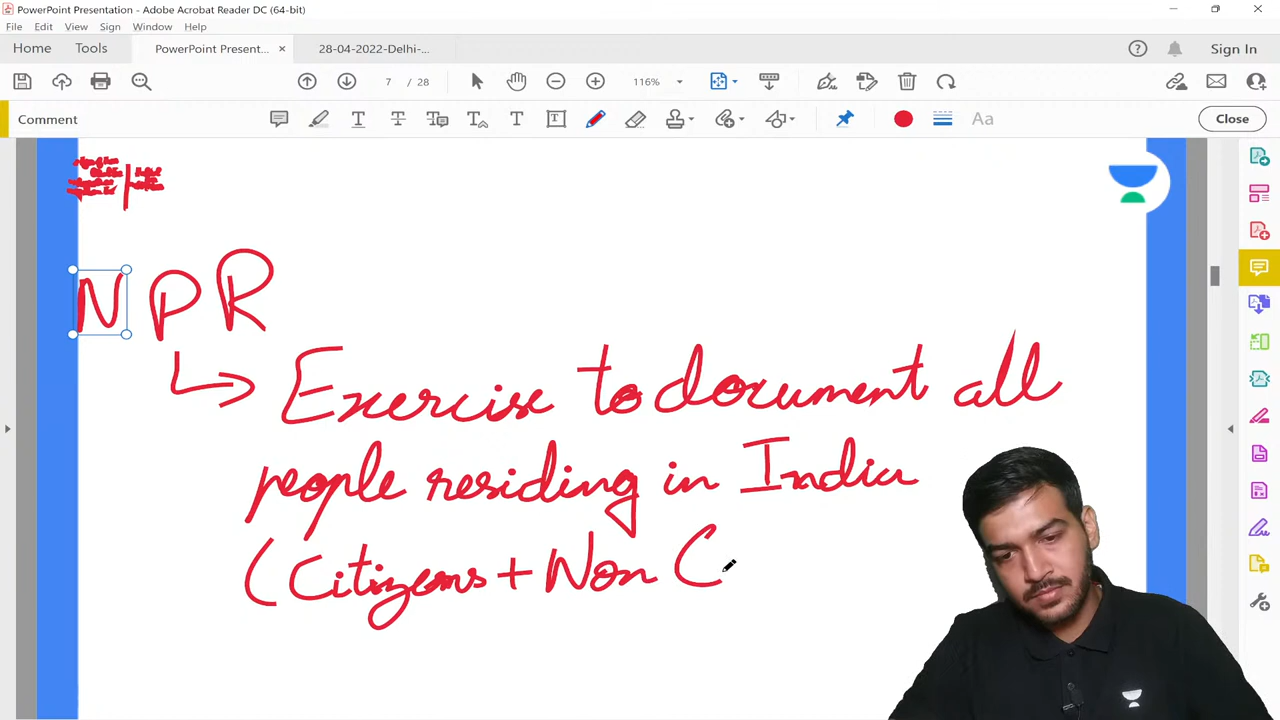 PowerPoint Presentation - Adobe Acrobat Reader DC (64-bit)
File Edit View Sign Window Help
Home Tools PowerPoint Present... × 28-04-2022-Delhi-... Sign In
7 / 28 116%
Comment Aa Close
NPR
Exercise to document all
people residing in India
(Citizens + Non C